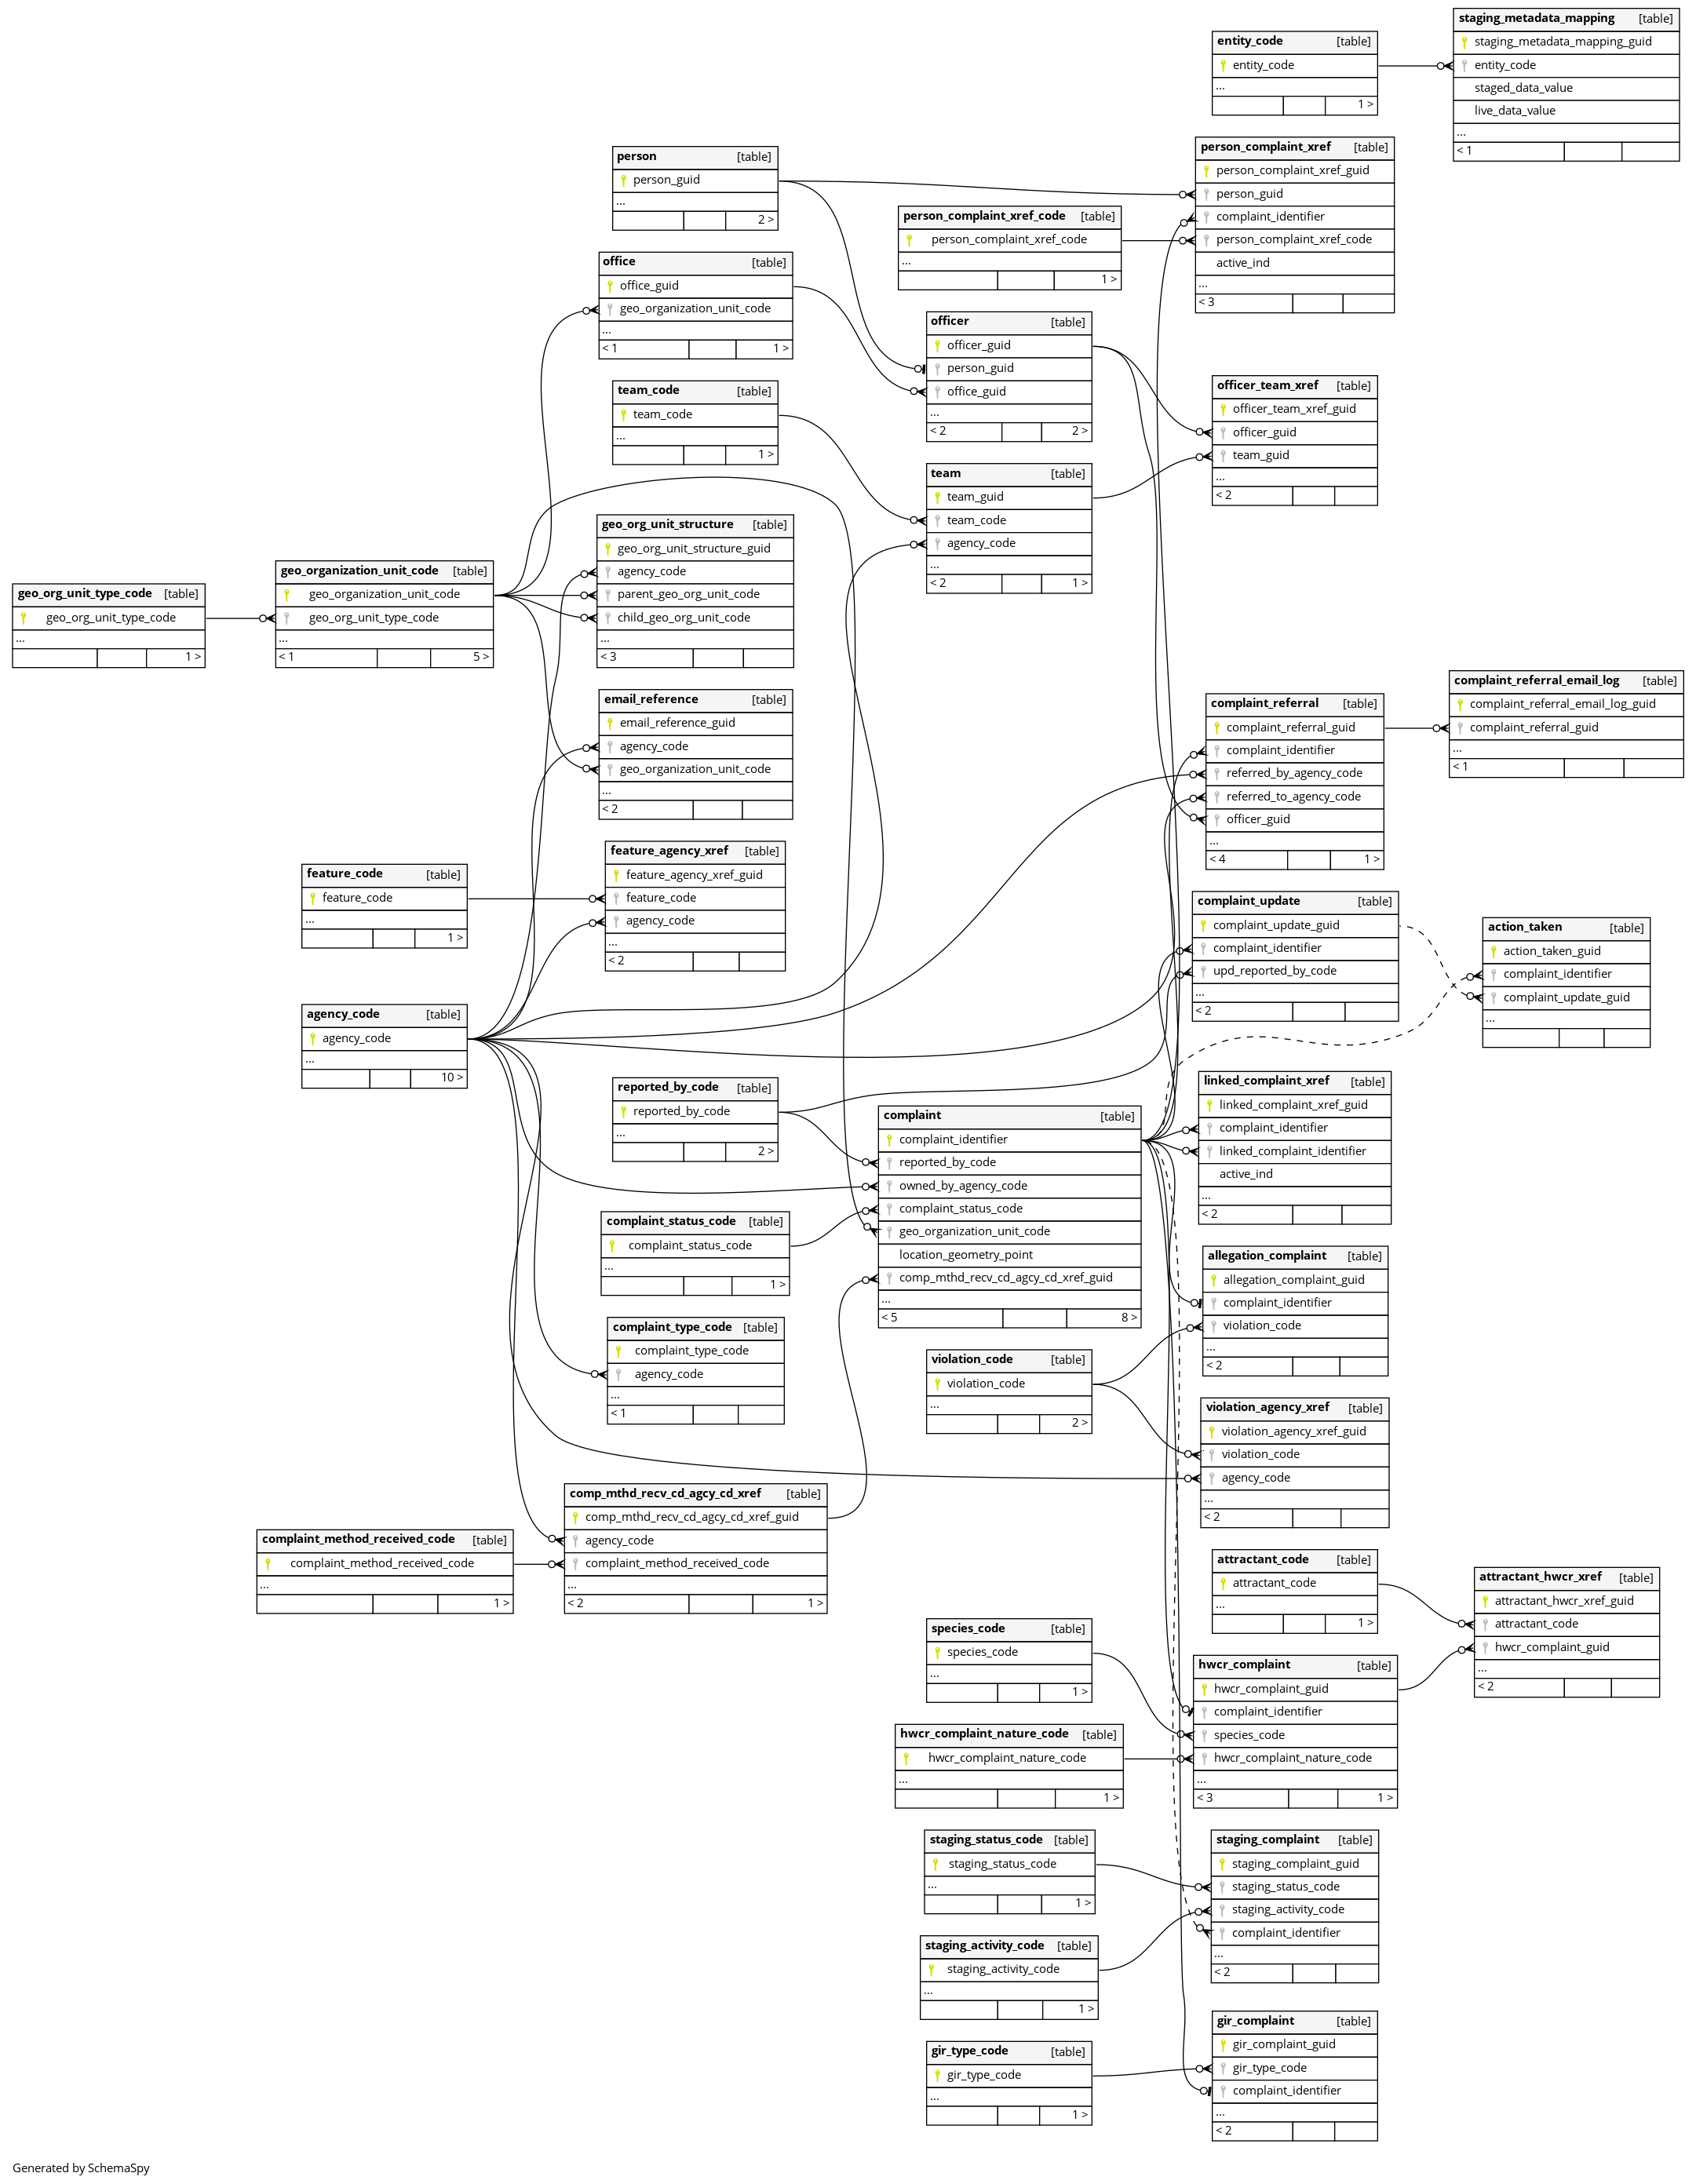 staging_metadata_mapping [table]
staging_metadata_mapping_guid
entity_code
staged_data_value
live_data_value
...
< 1
entity_code [table]
entity_code
...
1 >
person_complaint_xref [table]
person_complaint_xref_guid
person_guid
complaint_identifier
person_complaint_xref_code
active_ind
...
< 3
person [table]
person_guid
...
2 >
person_complaint_xref_code [table]
person_complaint_xref_code
...
1 >
office [table]
office_guid
geo_organization_unit_code
...
< 1 1 >
officer [table]
officer_guid
person_guid
office_guid
...
< 2 2 >
team_code [table]
team_code
...
1 >
officer_team_xref [table]
officer_team_xref_guid
officer_guid
team_guid
...
< 2
team [table]
team_guid
team_code
agency_code
...
< 2 1 >
geo_org_unit_structure [table]
geo_org_unit_structure_guid
agency_code
parent_geo_org_unit_code
child_geo_org_unit_code
...
< 3
geo_organization_unit_code [table]
geo_organization_unit_code
geo_org_unit_type_code
...
< 1 5 >
geo_org_unit_type_code [table]
geo_org_unit_type_code
...
1 >
email_reference [table]
email_reference_guid
agency_code
geo_organization_unit_code
...
< 2
complaint_referral [table]
complaint_referral_guid
complaint_identifier
referred_by_agency_code
referred_to_agency_code
officer_guid
...
< 4 1 >
complaint_referral_email_log [table]
complaint_referral_email_log_guid
complaint_referral_guid
...
< 1
feature_agency_xref [table]
feature_agency_xref_guid
feature_code
agency_code
...
< 2
feature_code [table]
feature_code
...
1 >
complaint_update [table]
complaint_update_guid
complaint_identifier
upd_reported_by_code
...
< 2
action_taken [table]
action_taken_guid
complaint_identifier
complaint_update_guid
...
agency_code [table]
agency_code
...
10 >
reported_by_code [table]
reported_by_code
...
2 >
linked_complaint_xref [table]
linked_complaint_xref_guid
complaint_identifier
linked_complaint_identifier
active_ind
...
< 2
complaint [table]
complaint_identifier
reported_by_code
owned_by_agency_code
complaint_status_code
geo_organization_unit_code
location_geometry_point
comp_mthd_recv_cd_agcy_cd_xref_guid
...
< 5 8 >
complaint_status_code [table]
complaint_status_code
...
1 >
allegation_complaint [table]
allegation_complaint_guid
complaint_identifier
violation_code
...
< 2
complaint_type_code [table]
complaint_type_code
agency_code
...
< 1
violation_code [table]
violation_code
...
2 >
violation_agency_xref [table]
violation_agency_xref_guid
violation_code
agency_code
...
< 2
comp_mthd_recv_cd_agcy_cd_xref [table]
comp_mthd_recv_cd_agcy_cd_xref_guid
agency_code
complaint_method_received_code
...
< 2 1 >
complaint_method_received_code [table]
complaint_method_received_code
...
1 >
attractant_code [table]
attractant_code
...
1 >
attractant_hwcr_xref [table]
attractant_hwcr_xref_guid
attractant_code
hwcr_complaint_guid
...
< 2
species_code [table]
species_code
...
1 >
hwcr_complaint [table]
hwcr_complaint_guid
complaint_identifier
species_code
hwcr_complaint_nature_code
...
< 3 1 >
hwcr_complaint_nature_code [table]
hwcr_complaint_nature_code
...
1 >
staging_status_code [table]
staging_status_code
...
1 >
staging_complaint [table]
staging_complaint_guid
staging_status_code
staging_activity_code
complaint_identifier
...
< 2
staging_activity_code [table]
staging_activity_code
...
1 >
gir_complaint [table]
gir_complaint_guid
gir_type_code
complaint_identifier
...
< 2
gir_type_code [table]
gir_type_code
...
1 >
Generated by SchemaSpy